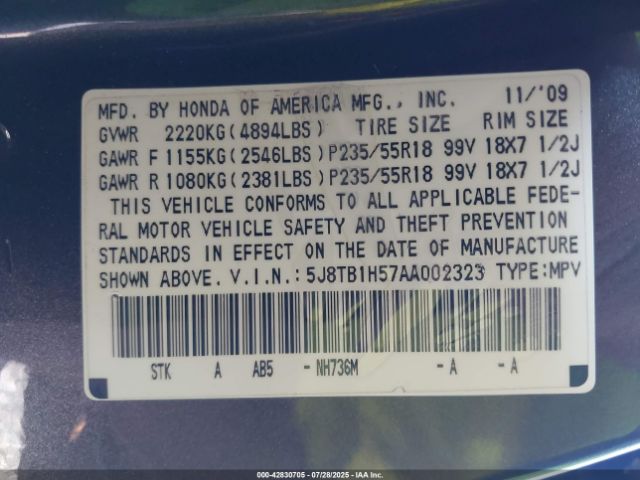 MFD. BY HONDA OF AMERICA MFG., INC. 11/'09
GVWR 2220KG(4894LBS) TIRE SIZE RIM SIZE
GAWR F 1155KG(2546LBS) P235/55R18 99V 18X7 1/2J
GAWR R 1080KG(2381LBS) P235/55R18 99V 18X7 1/2J
THIS VEHICLE CONFORMS TO ALL APPLICABLE FEDE-
RAL MOTOR VEHICLE SAFETY AND THEFT PREVENTION
STANDARDS IN EFFECT ON THE DATE OF MANUFACTURE
SHOWN ABOVE. V.I.N.: 5J8TB1H57AA002323 TYPE:MPV
STK A AB5 - NH736M - A - A
000-42830705 - 07/28/2025 - IAA Inc.